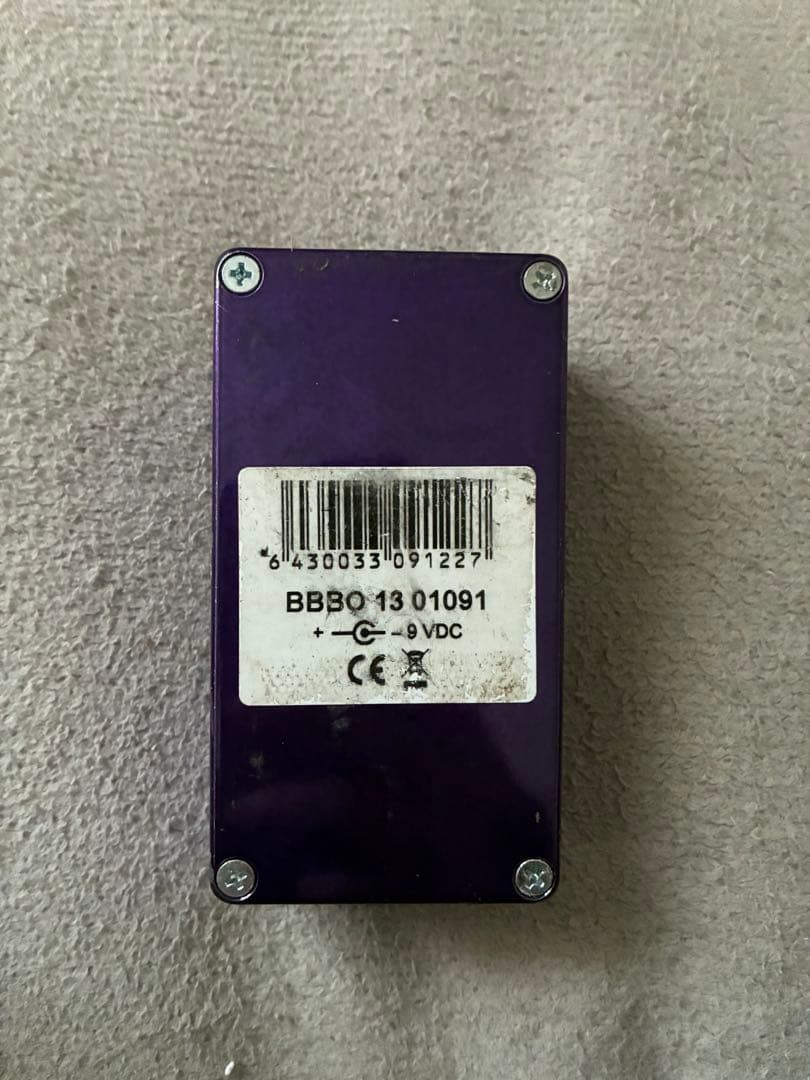 6 430033 091227
BBBO 13 01091
+ - 9 VDC
CE